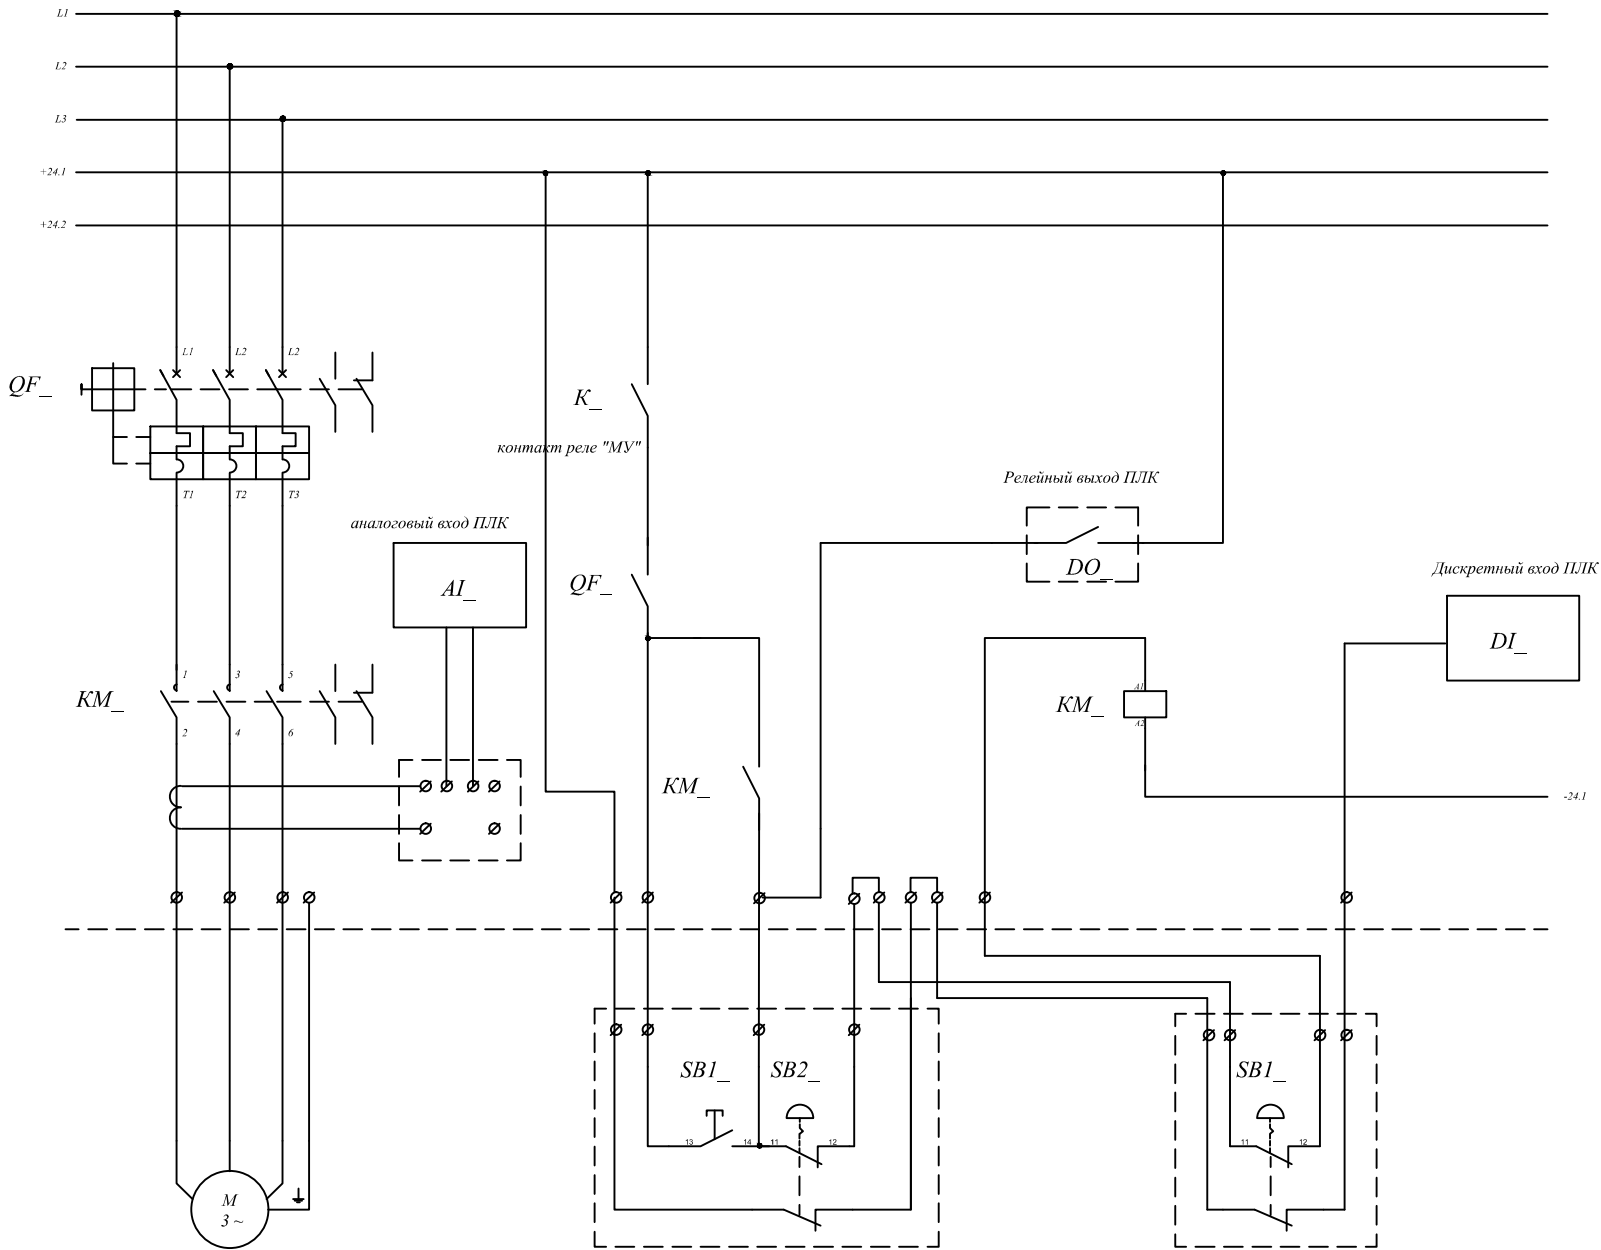 L1
L2
L3
+24.1
+24.2
L1 L2 L2
QF_
K_
контакт реле "МУ"
Релейный выход ПЛК
T1 T2 T3
аналоговый вход ПЛК
DO_
Дискретный вход ПЛК
QF_
AI_
DI_
1 3 5
KM_
A1
KM_
A2
2 4 6
KM_
-24.1
SB1_ SB2_ SB1_
13 14 11 12 11 12
M
3 ~